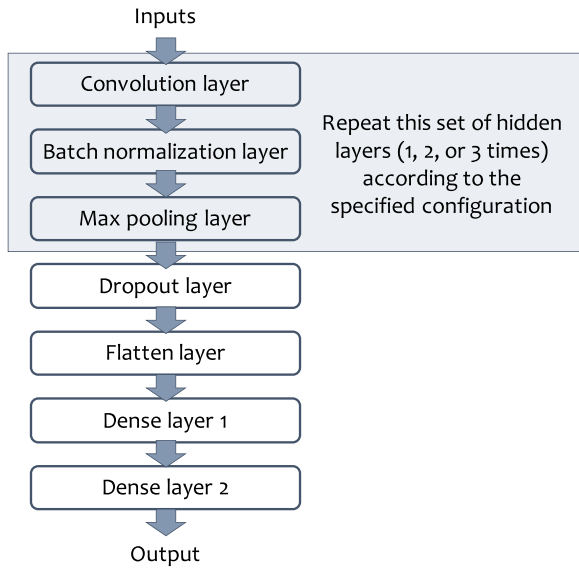 Inputs
Convolution layer
Batch normalization layer
Max pooling layer
Repeat this set of hidden
layers (1, 2, or 3 times)
according to the
specified configuration
Dropout layer
Flatten layer
Dense layer 1
Dense layer 2
Output